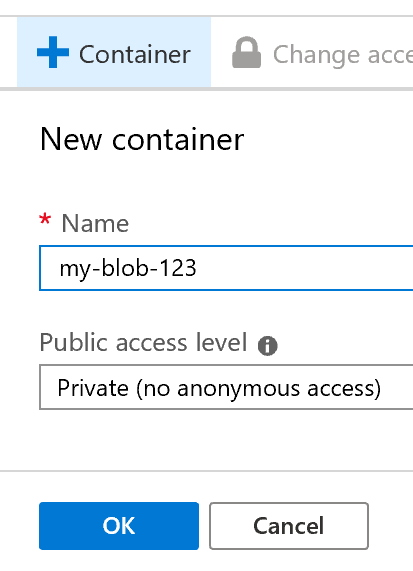 Container Change acce
New container
* Name
my-blob-123
Public access level
Private (no anonymous access)
OK Cancel